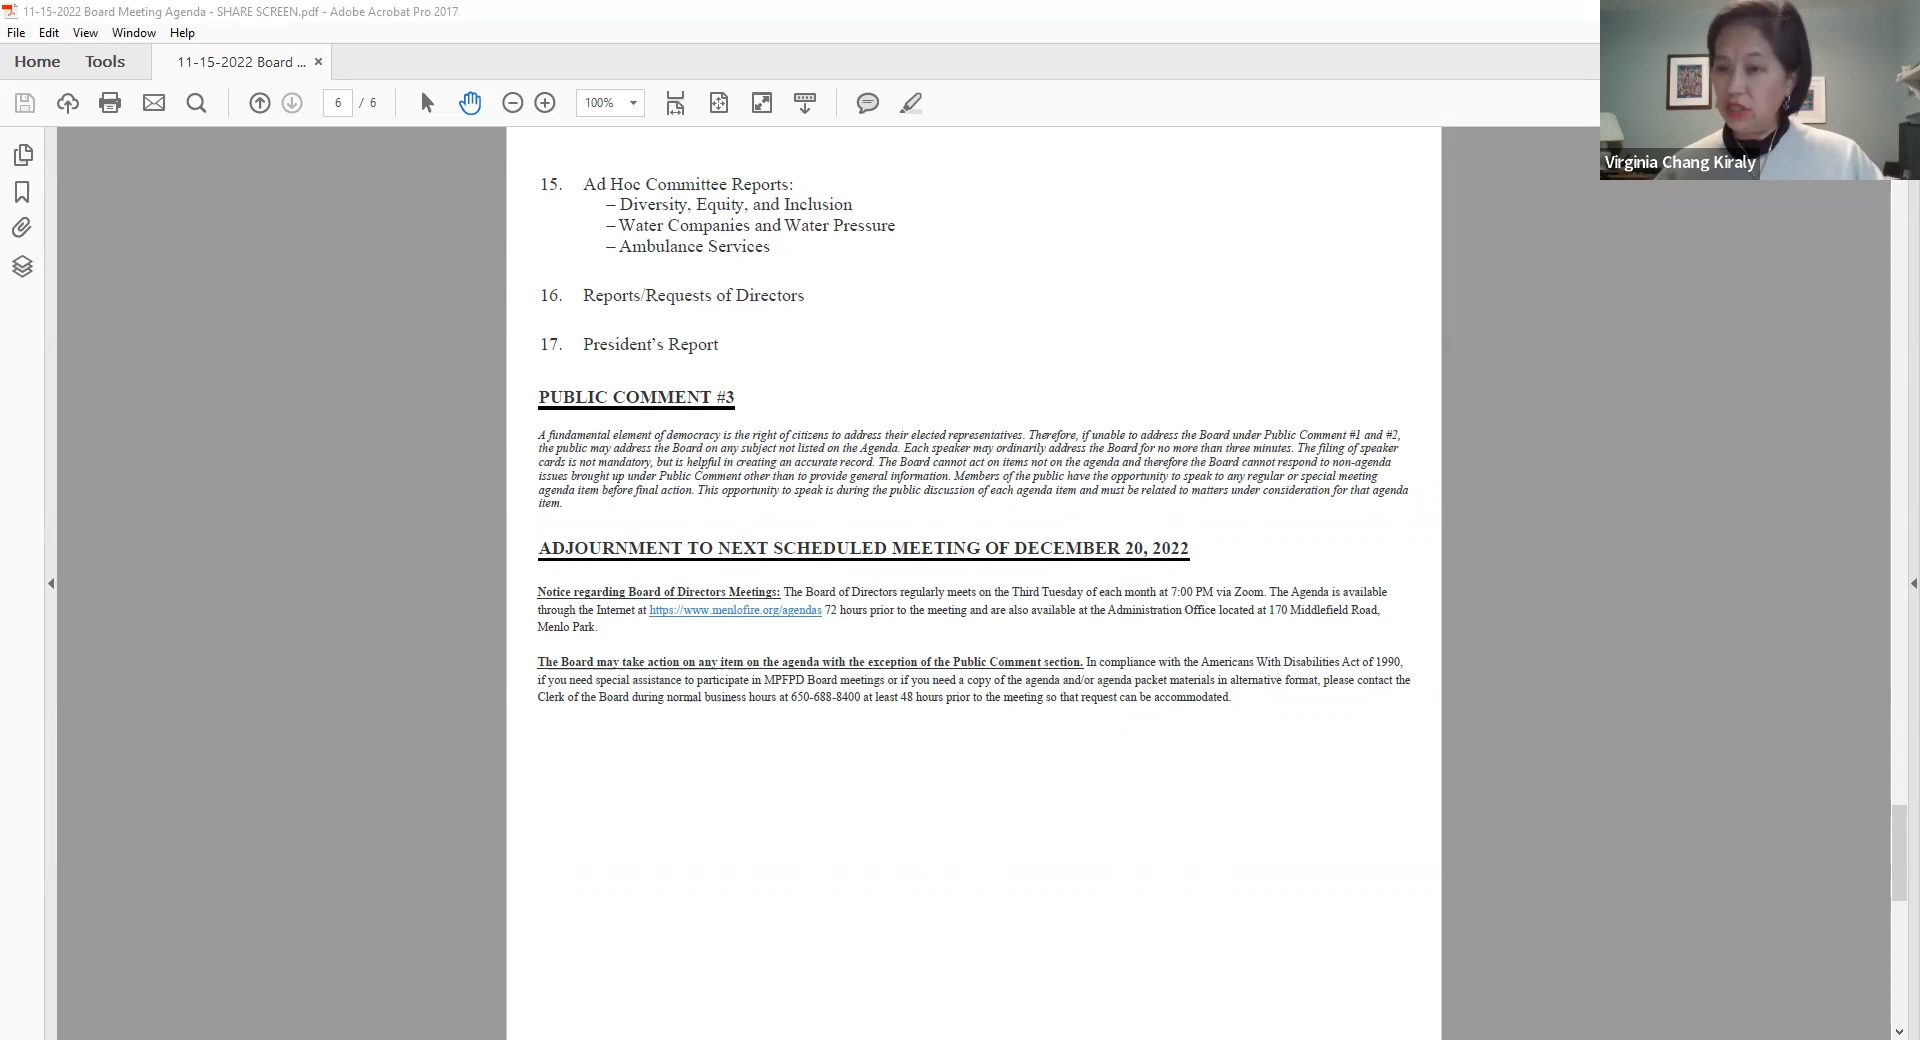 11-15-2022 Board Meeting Agenda - SHARE SCREEN.pdf - Adobe Acrobat Pro 2017
File Edit View Window Help
Home Tools 11-15-2022 Board ... ×
6 / 6 100%
Virginia Chang Kiraly
15. Ad Hoc Committee Reports:
– Diversity, Equity, and Inclusion
– Water Companies and Water Pressure
– Ambulance Services
16. Reports/Requests of Directors
17. President’s Report
PUBLIC COMMENT #3
A fundamental element of democracy is the right of citizens to address their elected representatives. Therefore, if unable to address the Board under Public Comment #1 and #2,
the public may address the Board on any subject not listed on the Agenda. Each speaker may ordinarily address the Board for no more than three minutes. The filing of speaker
cards is not mandatory, but is helpful in creating an accurate record. The Board cannot act on items not on the agenda and therefore the Board cannot respond to non-agenda
issues brought up under Public Comment other than to provide general information. Members of the public have the opportunity to speak to any regular or special meeting
agenda item before final action. This opportunity to speak is during the public discussion of each agenda item and must be related to matters under consideration for that agenda
item.
ADJOURNMENT TO NEXT SCHEDULED MEETING OF DECEMBER 20, 2022
Notice regarding Board of Directors Meetings: The Board of Directors regularly meets on the Third Tuesday of each month at 7:00 PM via Zoom. The Agenda is available
through the Internet at https://www.menlofire.org/agendas 72 hours prior to the meeting and are also available at the Administration Office located at 170 Middlefield Road,
Menlo Park.
The Board may take action on any item on the agenda with the exception of the Public Comment section. In compliance with the Americans With Disabilities Act of 1990,
if you need special assistance to participate in MPFPD Board meetings or if you need a copy of the agenda and/or agenda packet materials in alternative format, please contact the
Clerk of the Board during normal business hours at 650-688-8400 at least 48 hours prior to the meeting so that request can be accommodated.